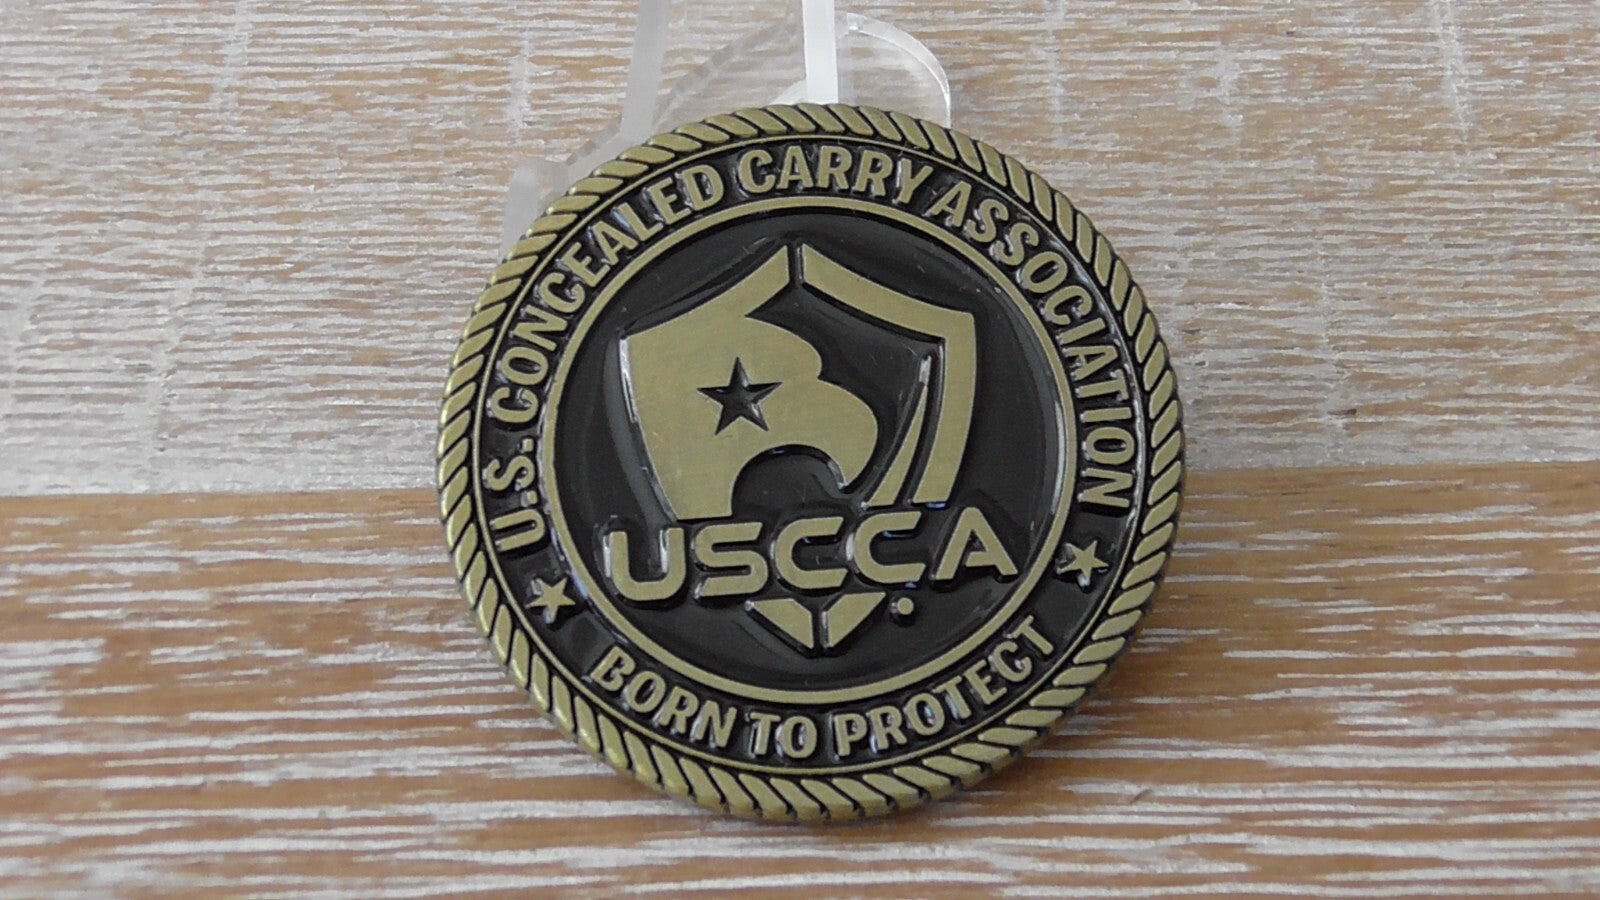 U.S. CONCEALED CARRY ASSOCIATION
USCCA
BORN TO PROTECT